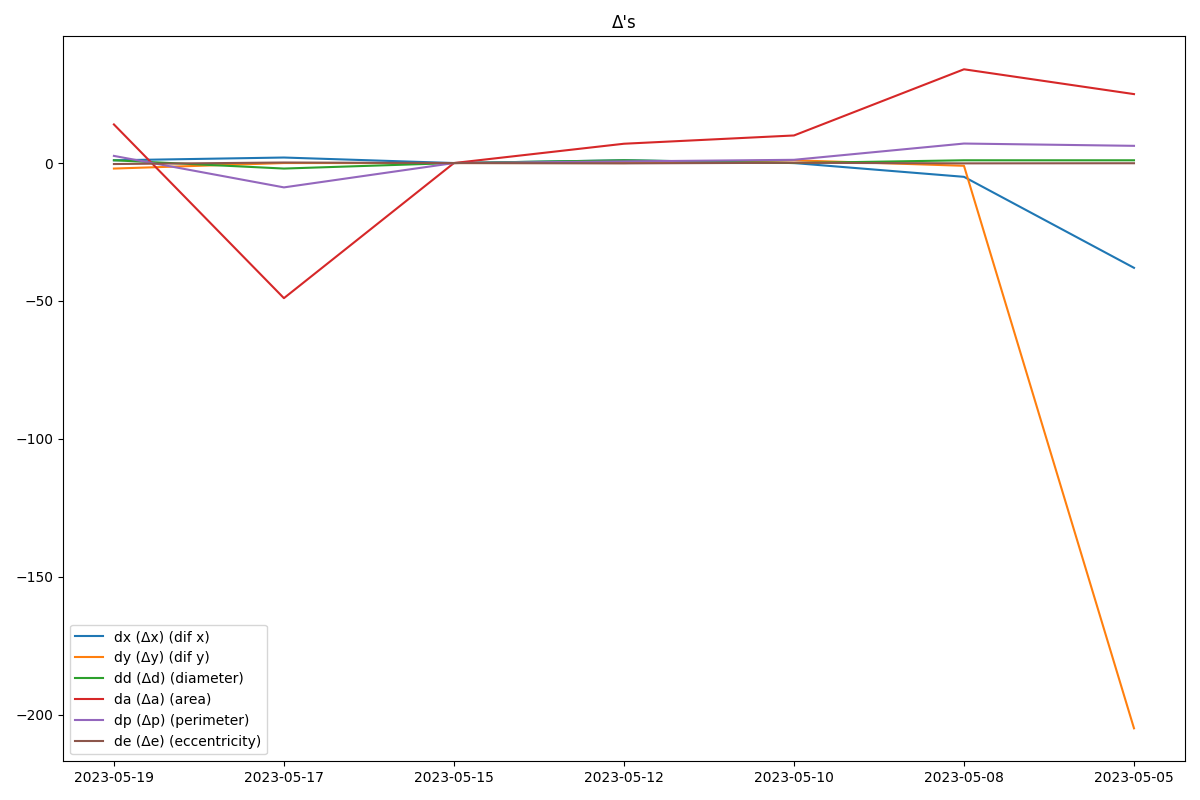 Δ's
0
−50
−100
−150
−200
dx (Δx) (dif x)
dy (Δy) (dif y)
dd (Δd) (diameter)
da (Δa) (area)
dp (Δp) (perimeter)
de (Δe) (eccentricity)
2023-05-19 2023-05-17 2023-05-15 2023-05-12 2023-05-10 2023-05-08 2023-05-05